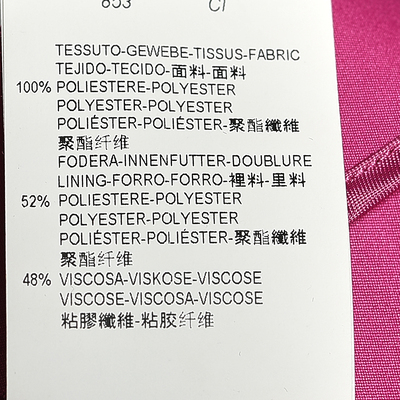 853 CI
TESSUTO-GEWEBE-TISSUS-FABRIC
TEJIDO-TECIDO-面料-面料
100% POLIESTERE-POLYESTER
POLYESTER-POLYESTER
POLIÉSTER-POLIÉSTER-聚酯纖維
聚酯纤维
FODERA-INNENFUTTER-DOUBLURE
LINING-FORRO-FORRO-裡料-里料
52% POLIESTERE-POLYESTER
POLYESTER-POLYESTER
POLIÉSTER-POLIÉSTER-聚酯纖維
聚酯纤维
48% VISCOSA-VISKOSE-VISCOSE
VISCOSE-VISCOSA-VISCOSE
粘膠纖維-粘胶纤维